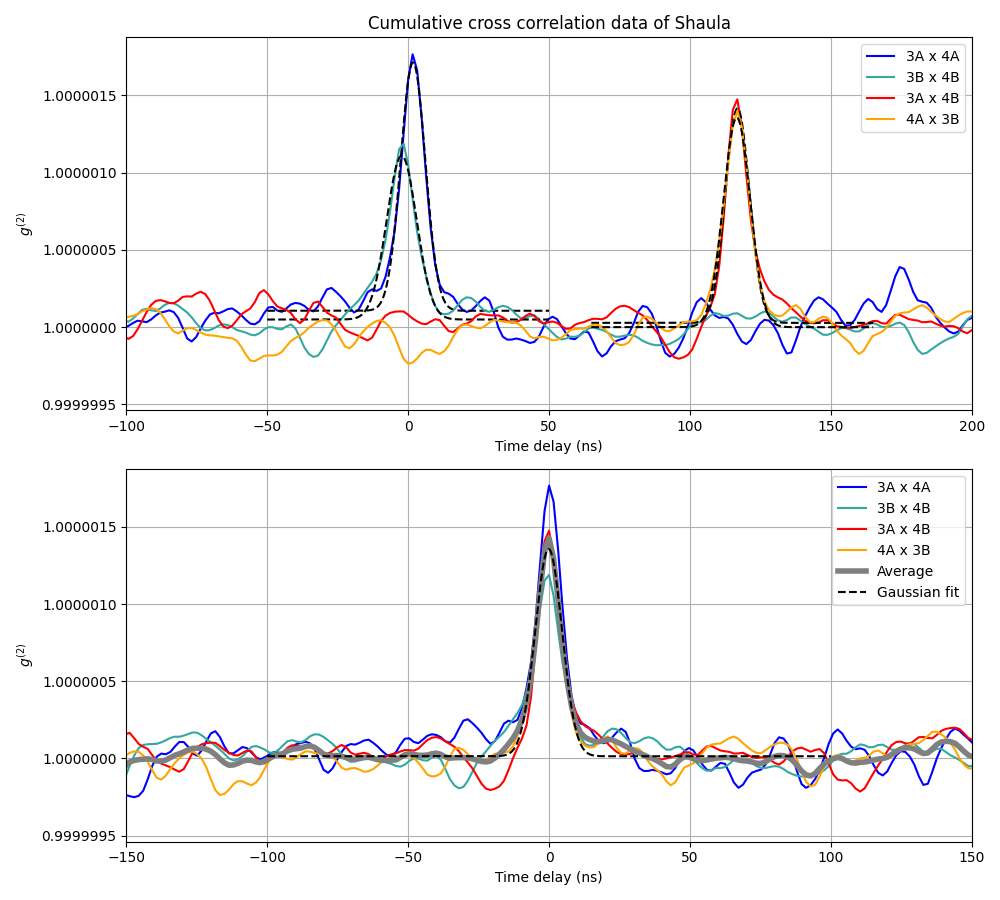 Cumulative cross correlation data of Shaula
3A x 4A
3B x 4B
3A x 4B
4A x 3B
1.0000015
1.0000010
1.0000005
1.0000000
0.9999995
g^{(2)}
−100
−50
0
50
100
150
200
Time delay (ns)
3A x 4A
3B x 4B
3A x 4B
4A x 3B
Average
Gaussian fit
1.0000015
1.0000010
1.0000005
1.0000000
0.9999995
g^{(2)}
−150
−100
−50
0
50
100
150
Time delay (ns)